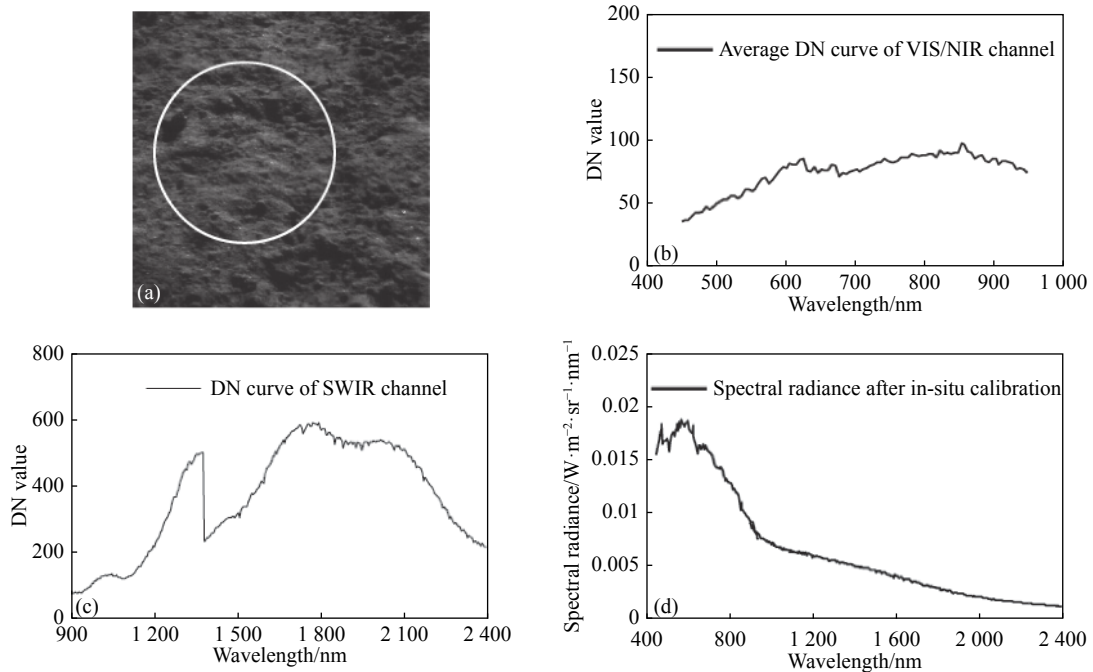 (a)
200
150
100
50
0
DN value
Average DN curve of VIS/NIR channel
(b)
400 500 600 700 800 900 1 000
Wavelength/nm
800
600
400
200
0
DN value
DN curve of SWIR channel
(c)
900 1 200 1 500 1 800 2 100 2 400
Wavelength/nm
0.025
0.02
0.015
0.01
0.005
0
Spectral radiance/W·m⁻²·sr⁻¹·nm⁻¹
Spectral radiance after in-situ calibration
(d)
400 800 1 200 1 600 2 000 2 400
Wavelength/nm